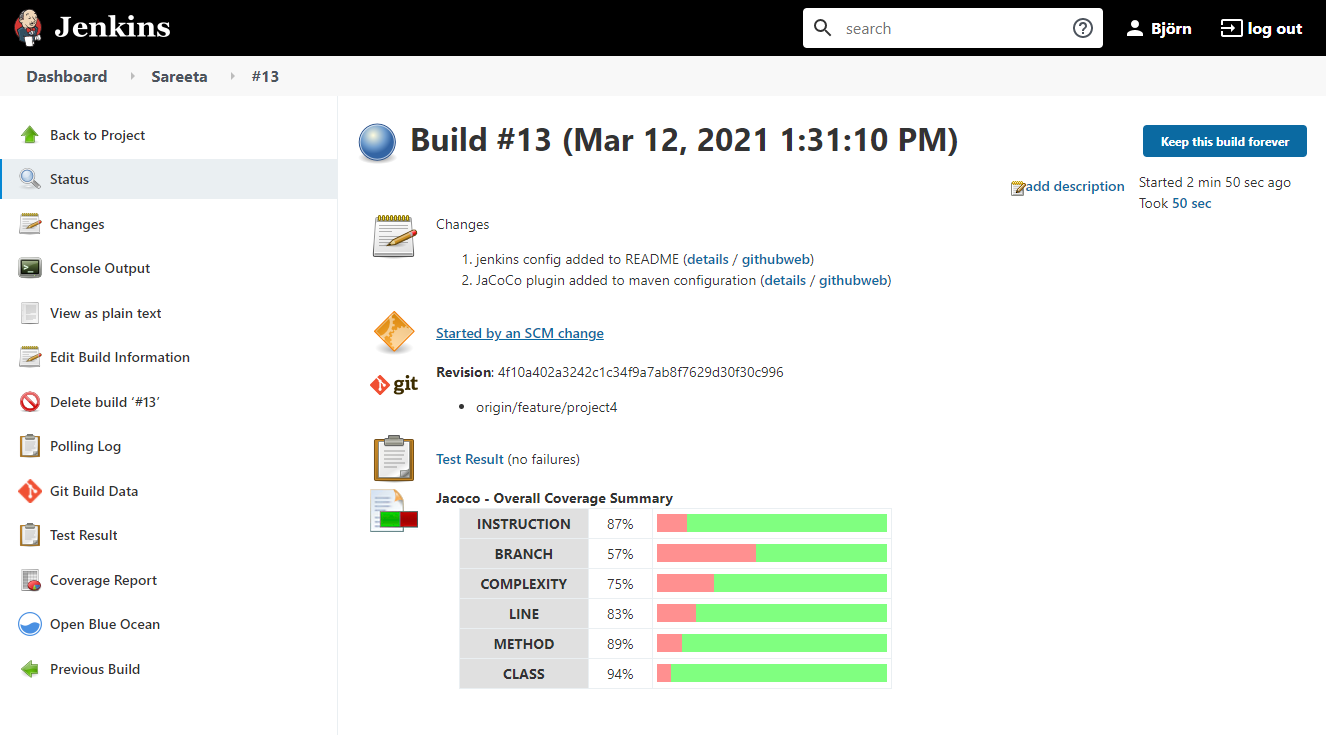 Jenkins
search
Björn
log out
Dashboard
Sareeta
#13
Back to Project
Status
Changes
Console Output
View as plain text
Edit Build Information
Delete build ‘#13’
Polling Log
Git Build Data
Test Result
Coverage Report
Open Blue Ocean
Previous Build
Build #13 (Mar 12, 2021 1:31:10 PM)
Keep this build forever
add description
Started 2 min 50 sec ago
Took 50 sec
Changes
1. jenkins config added to README (details / githubweb)
2. JaCoCo plugin added to maven configuration (details / githubweb)
Started by an SCM change
git
Revision: 4f10a402a3242c1c34f9a7ab8f7629d30f30c996
• origin/feature/project4
Test Result (no failures)
Jacoco - Overall Coverage Summary
INSTRUCTION 87%
BRANCH 57%
COMPLEXITY 75%
LINE 83%
METHOD 89%
CLASS 94%